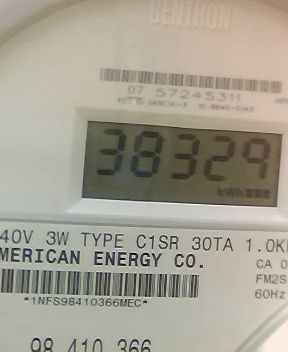 CENTRON
07 57245311
38329
kWh
40V 3W TYPE C1SR 30TA 1.0K
MERICAN ENERGY CO.
CA 0
FM2S
*1NFS98410366MEC*
60Hz
98 410 366